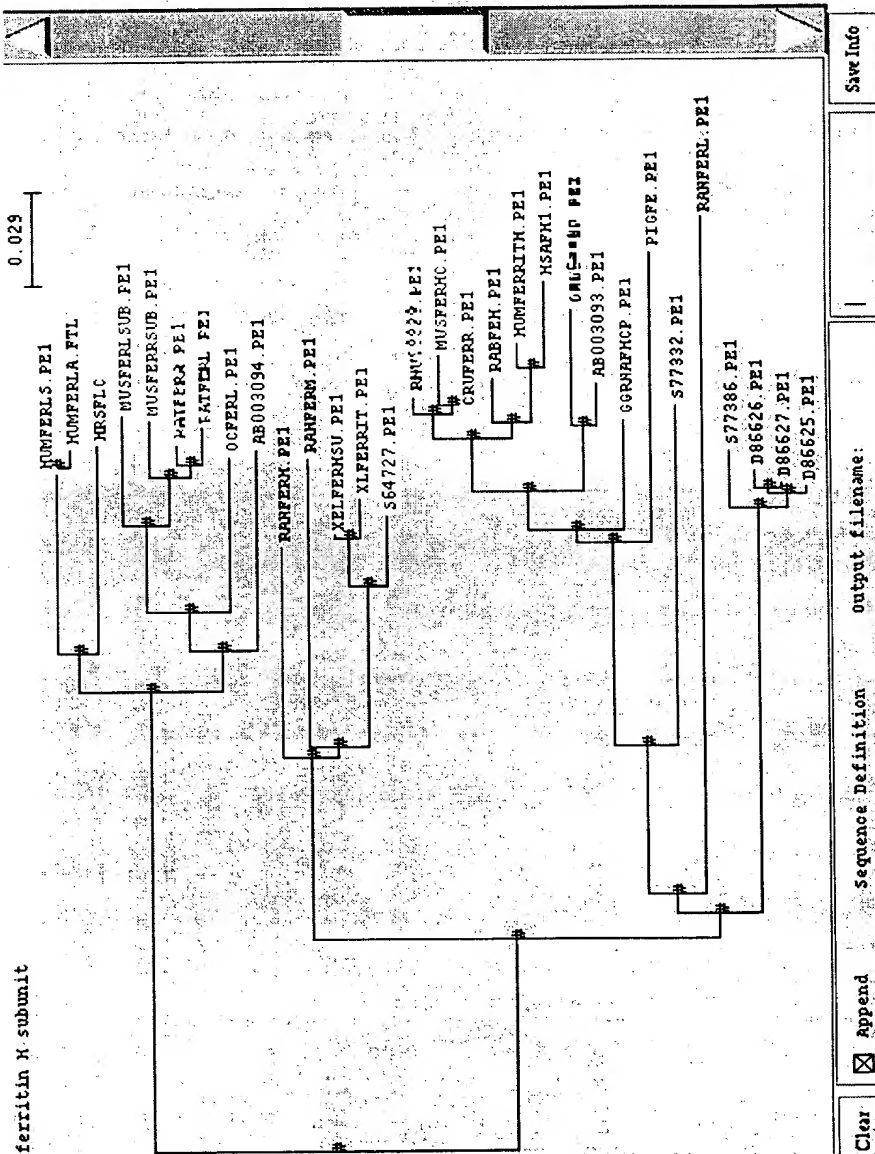 ferritin H subunit
0.029
HUMFERLS.PE1
HUMFERLA.FTL
HRSFLC
MUSFERLSUB.PE1
MUSFERRSUB.PE1
RATFERA.PE1
RATFERL.PE1
OCFERL.PE1
AB003094.PE1
RANFERH.PE1
RANFERM.PE1
XELFERHSU.PE1
XLFERRIT.PE1
S64727.PE1
MUSFERHC.PE1
CRUFERR.PE1
RABFEH.PE1
HUMFERRITH.PE1
HSAFH1.PE1
AB003093.PE1
GGRNAFHCP.PE1
PIGFE.PE1
S77332.PE1
RANFERL.PE1
S77386.PE1
D86626.PE1
D86627.PE1
D86625.PE1
Clear
Append
Sequence Definition
Output filename:
Save Info